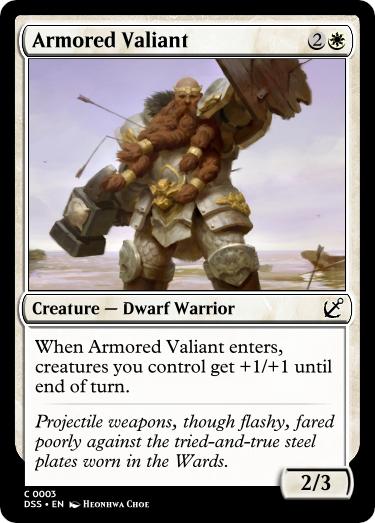 Armored Valiant 2
Creature — Dwarf Warrior
When Armored Valiant enters,
creatures you control get +1/+1 until
end of turn.
Projectile weapons, though flashy, fared
poorly against the tried-and-true steel
plates worn in the Wards.
2/3
C 0003
DSS • EN Heonhwa Choe